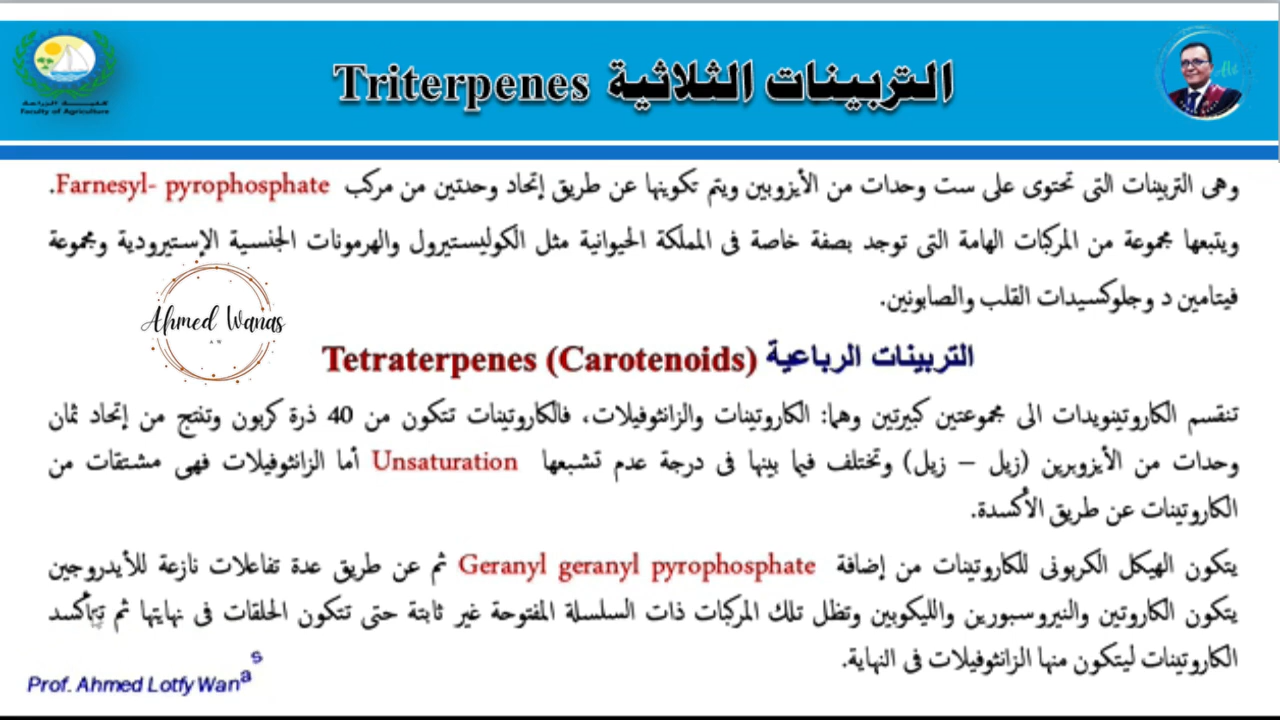 التربينات الثلاثية Triterpenes
كليـــة الزراعة
Faculty of Agriculture
وهى التربينات التى تحتوى على ست وحدات من الأيزوبين ويتم تكوينها عن طريق إتحاد وحدتين من مركب Farnesyl- pyrophosphate.
ويتبعها مجموعة من المركبات الهامة التى توجد بصفة خاصة فى المملكة الحيوانية مثل الكوليستيرول والهرمونات الجنسية الإستيرودية ومجموعة
فيتامين د وجلوكسيدات القلب والصابونين.
Ahmed Wanas
A W
التربينات الرباعية Tetraterpenes (Carotenoids)
تنقسم الكاروتينويدات الى مجموعتين كبيرتين وهما: الكاروتينات والزانثوفيلات، فالكاروتينات تتكون من 40 ذرة كربون وتنتج من إتحاد ثمان
وحدات من الأيزوبرين (زيل – زيل) وتختلف فيما بينها فى درجة عدم تشبعها Unsaturation أما الزانثوفيلات فهى مشتقات من
الكاروتينات عن طريق الأكسدة.
يتكون الهيكل الكربونى للكاروتينات من إضافة Geranyl geranyl pyrophosphate ثم عن طريق عدة تفاعلات نازعة للأيدروجين
يتكون الكاروتين والنيروسبورين والليكوبين وتظل تلك المركبات ذات السلسلة المفتوحة غير ثابتة حتى تتكون الحلقات فى نهايتها ثم تتأكسد
الكاروتينات ليتكون منها الزانثوفيلات فى النهاية.
Prof. Ahmed Lotfy Wanas